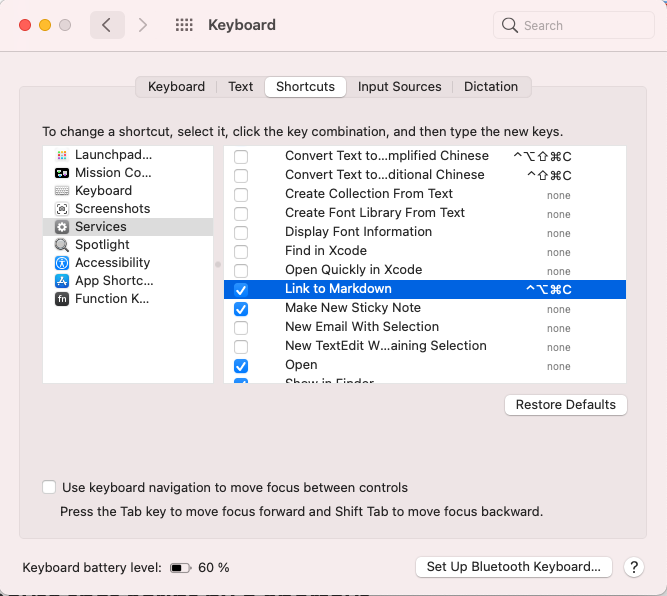 Keyboard
Search
Keyboard
Text
Shortcuts
Input Sources
Dictation
To change a shortcut, select it, click the key combination, and then type the new keys.
Launchpad...
Mission Co...
Keyboard
Screenshots
Services
Spotlight
Accessibility
App Shortc...
fn Function K...
Convert Text to...mplified Chinese ^⌥⇧⌘C
Convert Text to...ditional Chinese ^⇧⌘C
Create Collection From Text none
Create Font Library From Text none
Display Font Information none
Find in Xcode none
Open Quickly in Xcode none
Link to Markdown ^⌥⌘C
Make New Sticky Note none
New Email With Selection none
New TextEdit W...aining Selection none
Open none
Show in Finder
Restore Defaults
Use keyboard navigation to move focus between controls
Press the Tab key to move focus forward and Shift Tab to move focus backward.
Keyboard battery level: 60 %
Set Up Bluetooth Keyboard...
?